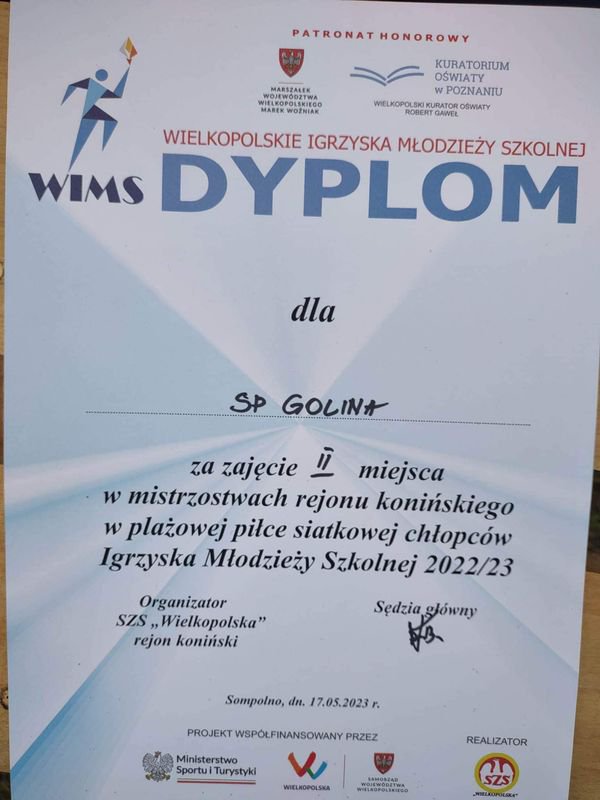 PATRONAT HONOROWY
MARSZAŁEK
WOJEWÓDZTWA
WIELKOPOLSKIEGO
MAREK WOŹNIAK
KURATORIUM
OŚWIATY
w POZNANIU
WIELKOPOLSKI KURATOR OŚWIATY
ROBERT GAWEŁ
WIMS
WIELKOPOLSKIE IGRZYSKA MŁODZIEŻY SZKOLNEJ
DYPLOM
dla
SP GOLINA
za zajęcie II miejsca
w mistrzostwach rejonu konińskiego
w plażowej piłce siatkowej chłopców
Igrzyska Młodzieży Szkolnej 2022/23
Organizator
SZS „Wielkopolska”
rejon koniński
Sędzia główny
Sompolno, dn. 17.05.2023 r.
PROJEKT WSPÓŁFINANSOWANY PRZEZ
Ministerstwo
Sportu i Turystyki
WIELKOPOLSKA
SAMORZĄD
WOJEWÓDZTWA
WIELKOPOLSKIEGO
REALIZATOR
SZS
"WIELKOPOLSKA"